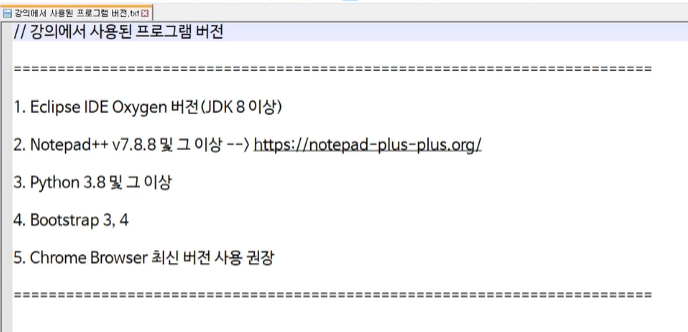 강의에서 사용된 프로그램 버전.txt
// 강의에서 사용된 프로그램 버전
=========================================================================
1. Eclipse IDE Oxygen 버전(JDK 8 이상)
2. Notepad++ v7.8.8 및 그 이상 --> https://notepad-plus-plus.org/
3. Python 3.8 및 그 이상
4. Bootstrap 3, 4
5. Chrome Browser 최신 버전 사용 권장
=========================================================================